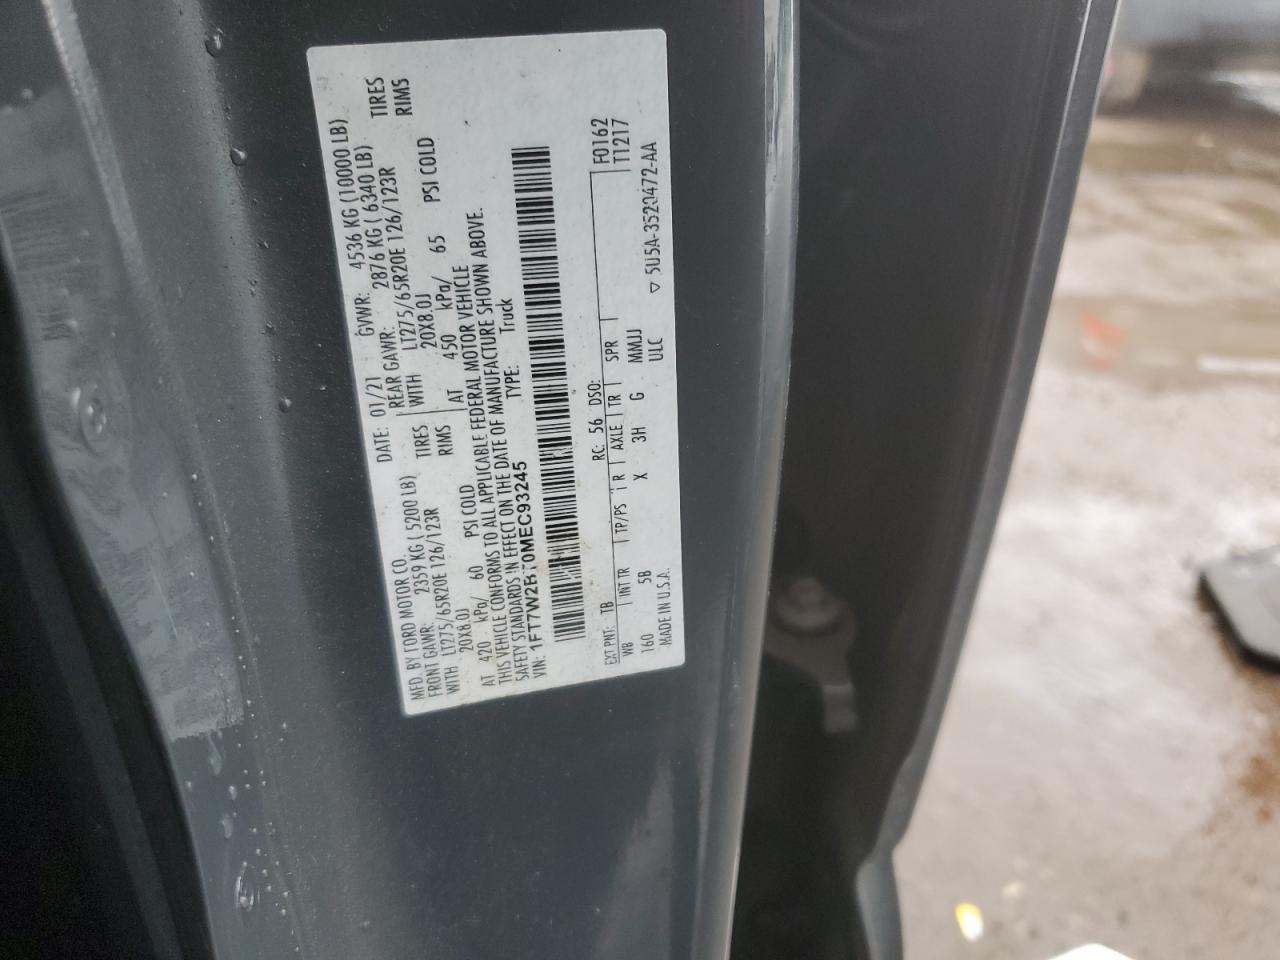 MFD. BY FORD MOTOR CO.
DATE: 01/21 GVWR: 4536 KG (10000 LB)
FRONT GAWR: 2359 KG (5200 LB) REAR GAWR: 2876 KG (6340 LB)
WITH LT275/65R20E 126/123R TIRES WITH LT275/65R20E 126/123R TIRES
20X8.0J RIMS 20X8.0J RIMS
AT 420 kPa/ 60 PSI COLD AT 450 kPa/ 65 PSI COLD
THIS VEHICLE CONFORMS TO ALL APPLICABLE FEDERAL MOTOR VEHICLE
SAFETY STANDARDS IN EFFECT ON THE DATE OF MANUFACTURE SHOWN ABOVE.
VIN: 1FT7W2BT0MEC93245 TYPE: Truck
F0162
T1217
EXT PNT: TB RC: 56 DSO:
WB INT TR TP/PS R AXLE TR SPR
160 5B X 3H G MMJJ
MADE IN U.S.A. ULC ▽ 5U5A-3520472-AA